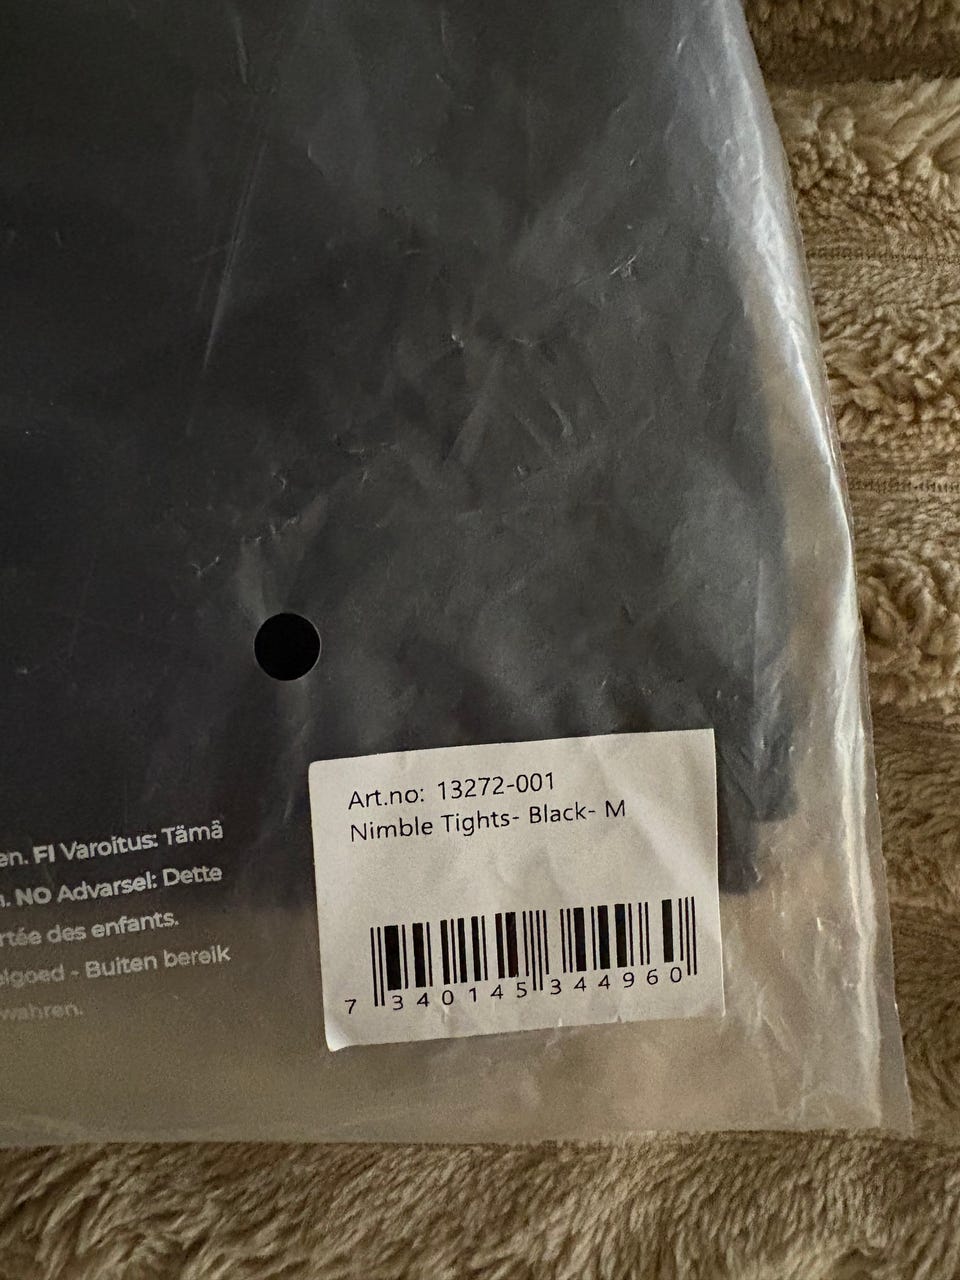 en. FI Varoitus: Tämä
n. NO Advarsel: Dette
rtée des enfants.
elgoed - Buiten bereik
wahren.
Art.no: 13272-001
Nimble Tights- Black- M
7 340145 344960